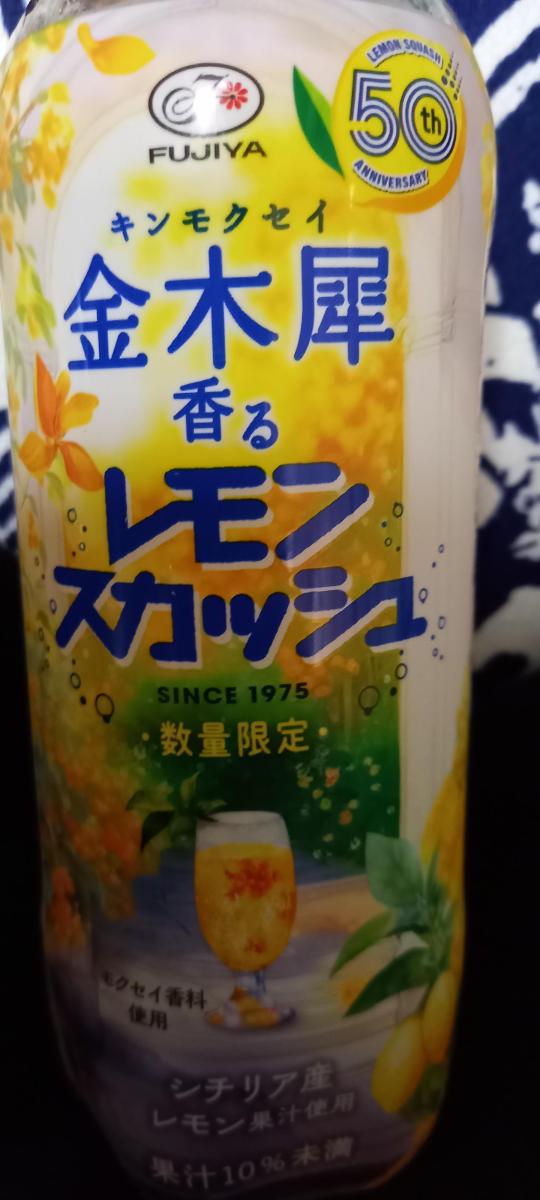 LEMON SQUASH
50th
ANNIVERSARY
FUJIYA
キンモクセイ
金木犀
香る
レモン
スカッシュ
SINCE 1975
・数量限定・
モクセイ香料
使用
シチリア産
レモン果汁使用
果汁10%未満